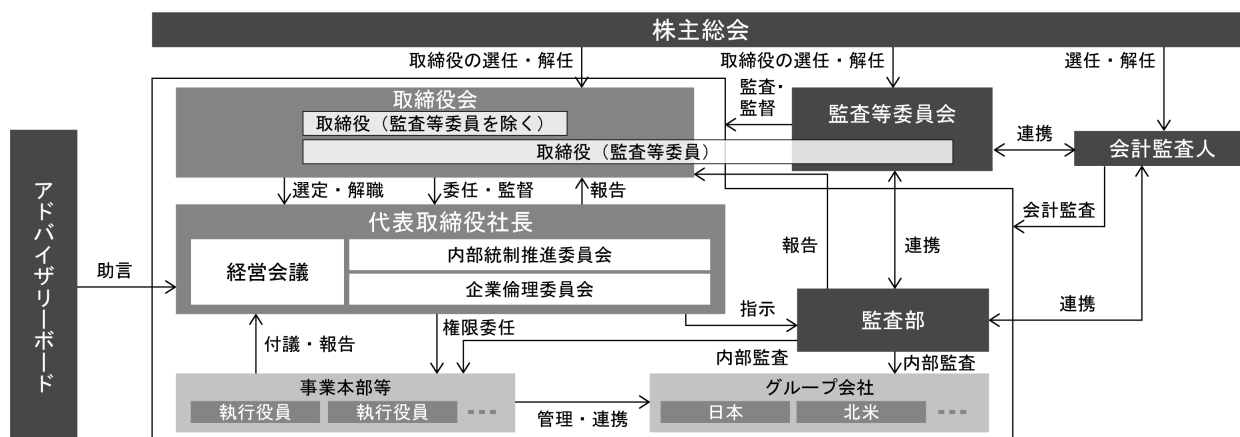 株主総会
取締役の選任・解任
取締役の選任・解任
選任・解任
取締役会
取締役（監査等委員を除く）
取締役（監査等委員）
監査・
監督
監査等委員会
連携
会計監査人
選定・解職
委任・監督
報告
会計監査
代表取締役社長
経営会議
内部統制推進委員会
企業倫理委員会
報告
連携
アドバイザリーボード
助言
指示
監査部
連携
付議・報告
権限委任
内部監査
内部監査
事業本部等
執行役員
執行役員
管理・連携
グループ会社
日本
北米